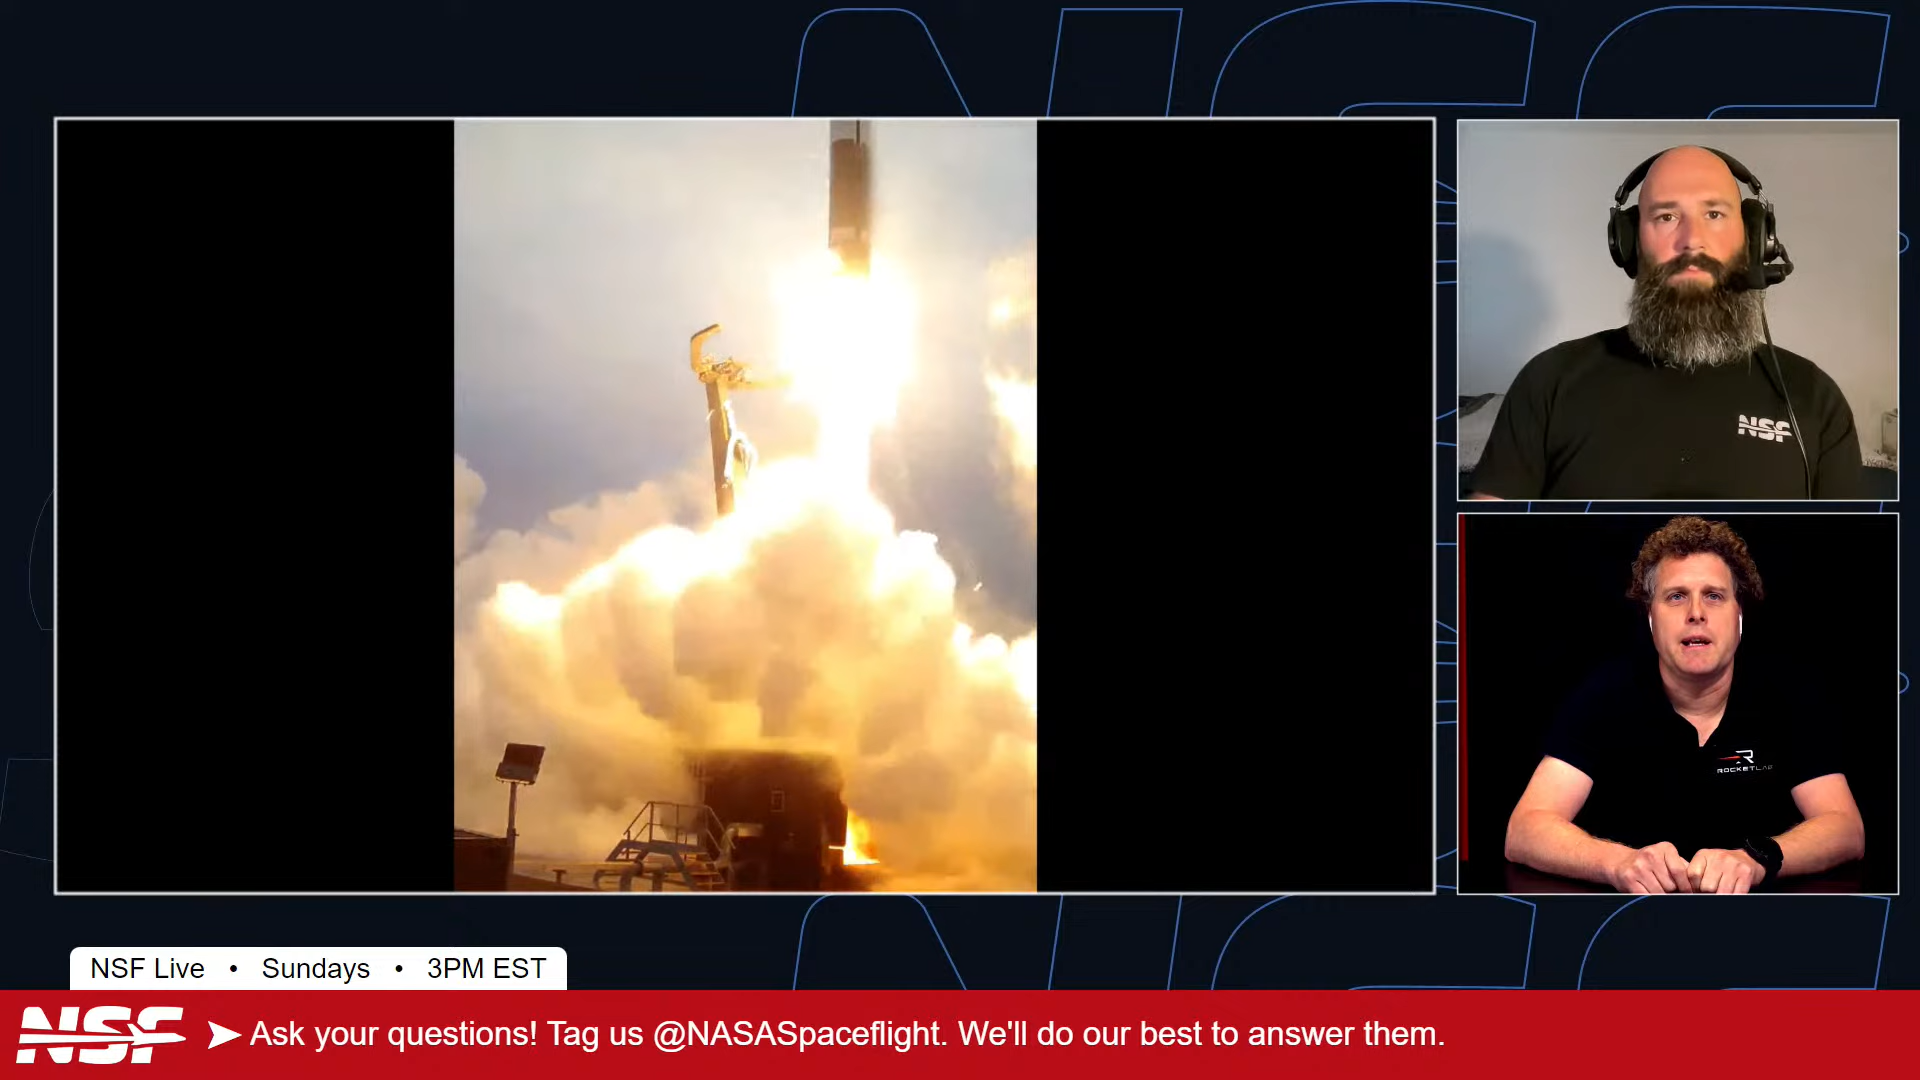 NSF
ROCKETLAB
NSF Live • Sundays • 3PM EST
NSF
Ask your questions! Tag us @NASASpaceflight. We'll do our best to answer them.